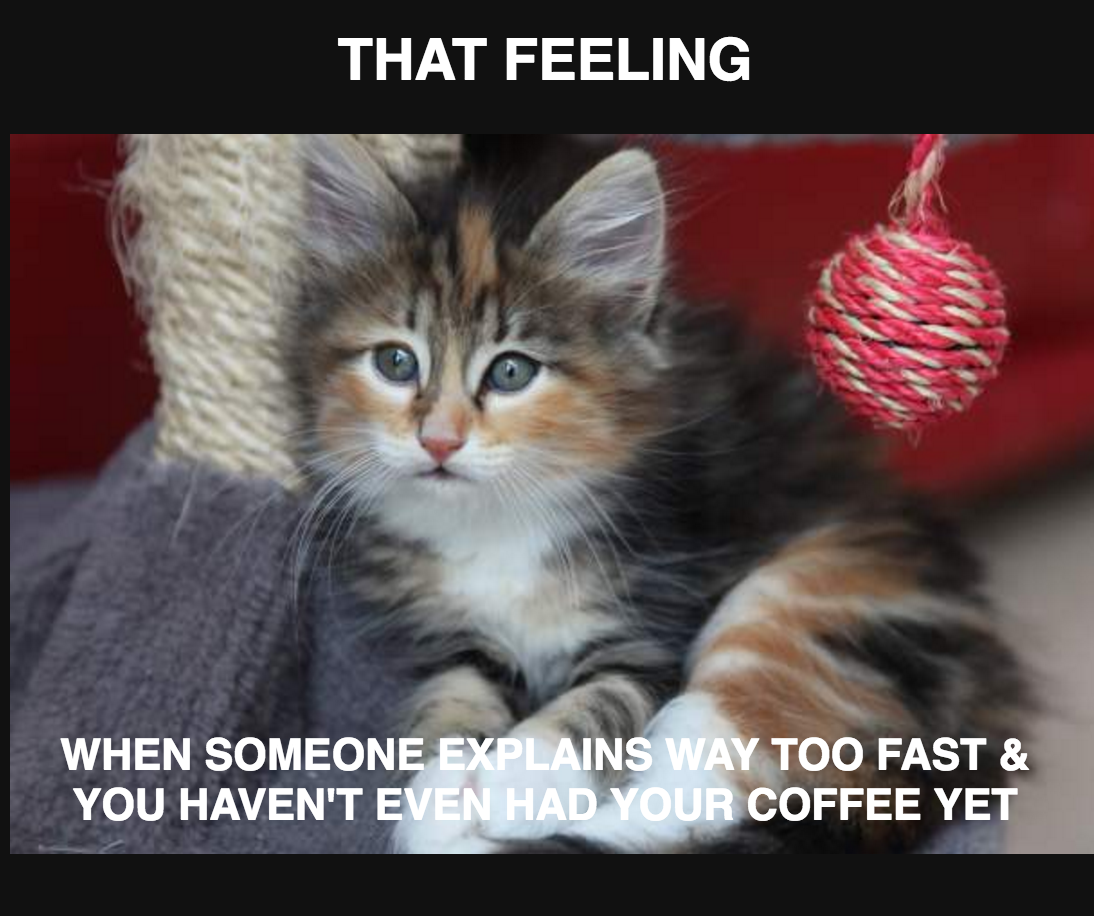 THAT FEELING
WHEN SOMEONE EXPLAINS WAY TOO FAST &
YOU HAVEN'T EVEN HAD YOUR COFFEE YET